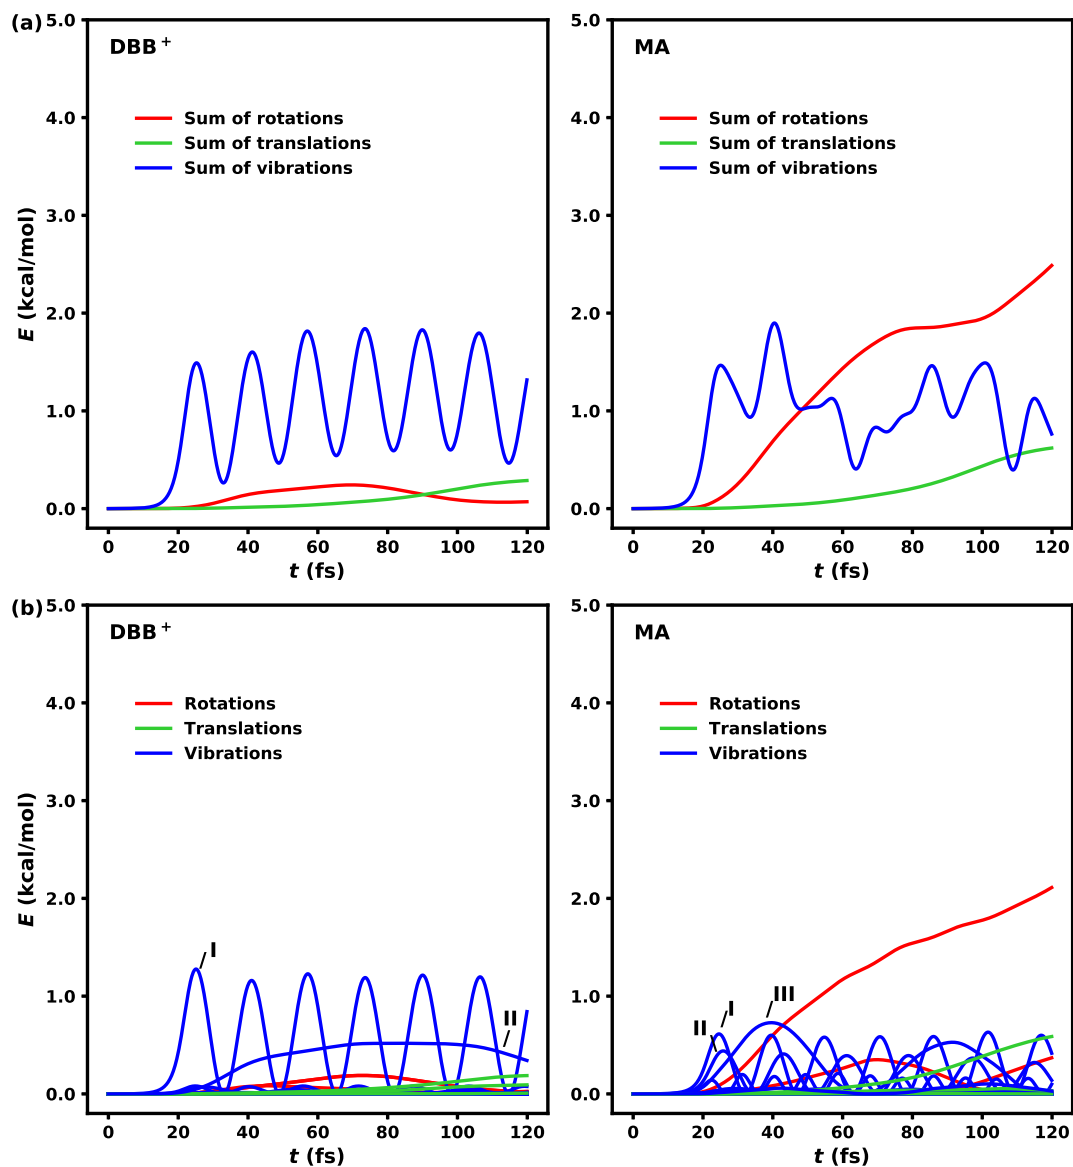 (a)
5.0
4.0
3.0
2.0
1.0
0.0
E (kcal/mol)
DBB+
Sum of rotations
Sum of translations
Sum of vibrations
0 20 40 60 80 100 120
t (fs)
5.0
4.0
3.0
2.0
1.0
0.0
MA
Sum of rotations
Sum of translations
Sum of vibrations
0 20 40 60 80 100 120
t (fs)
(b)
5.0
4.0
3.0
2.0
1.0
0.0
E (kcal/mol)
DBB+
Rotations
Translations
Vibrations
I
II
0 20 40 60 80 100 120
t (fs)
5.0
4.0
3.0
2.0
1.0
0.0
MA
Rotations
Translations
Vibrations
III
I
II
0 20 40 60 80 100 120
t (fs)